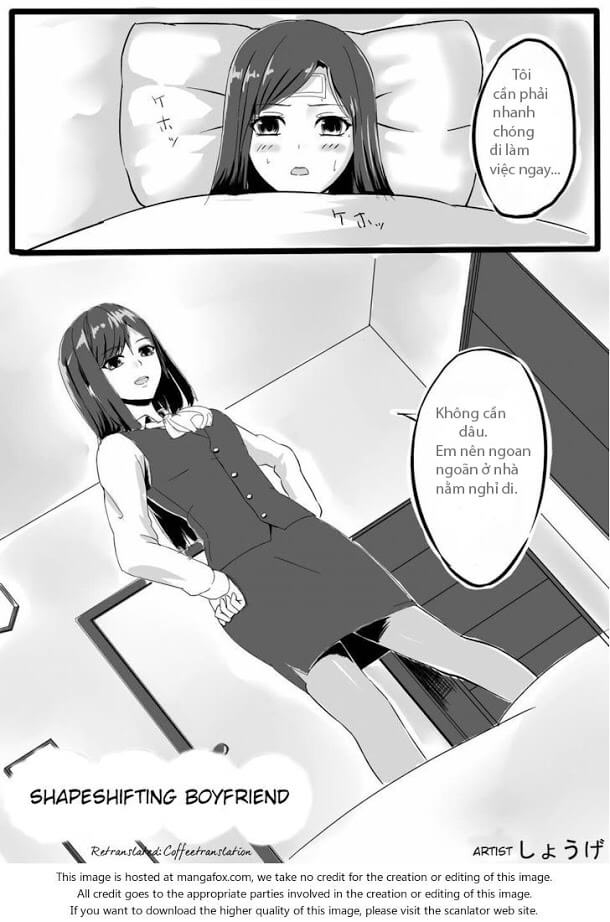 Tôi
cần phải
nhanh
chóng
di làm
việc ngay...
ケホッ
ケホッ
Không cần
dâu.
Em nên ngoan
ngoãn ở nhà
nằm nghỉ di.
SHAPESHIFTING BOYFRIEND
Retranslated: Coffeetranslation
ARTIST しょうげ
This image is hosted at mangafox.com, we take no credit for the creation or editing of this image.
All credit goes to the appropriate parties involved in the creation or editing of this image.
If you want to download the higher quality of this image, please visit the scanlator web site.